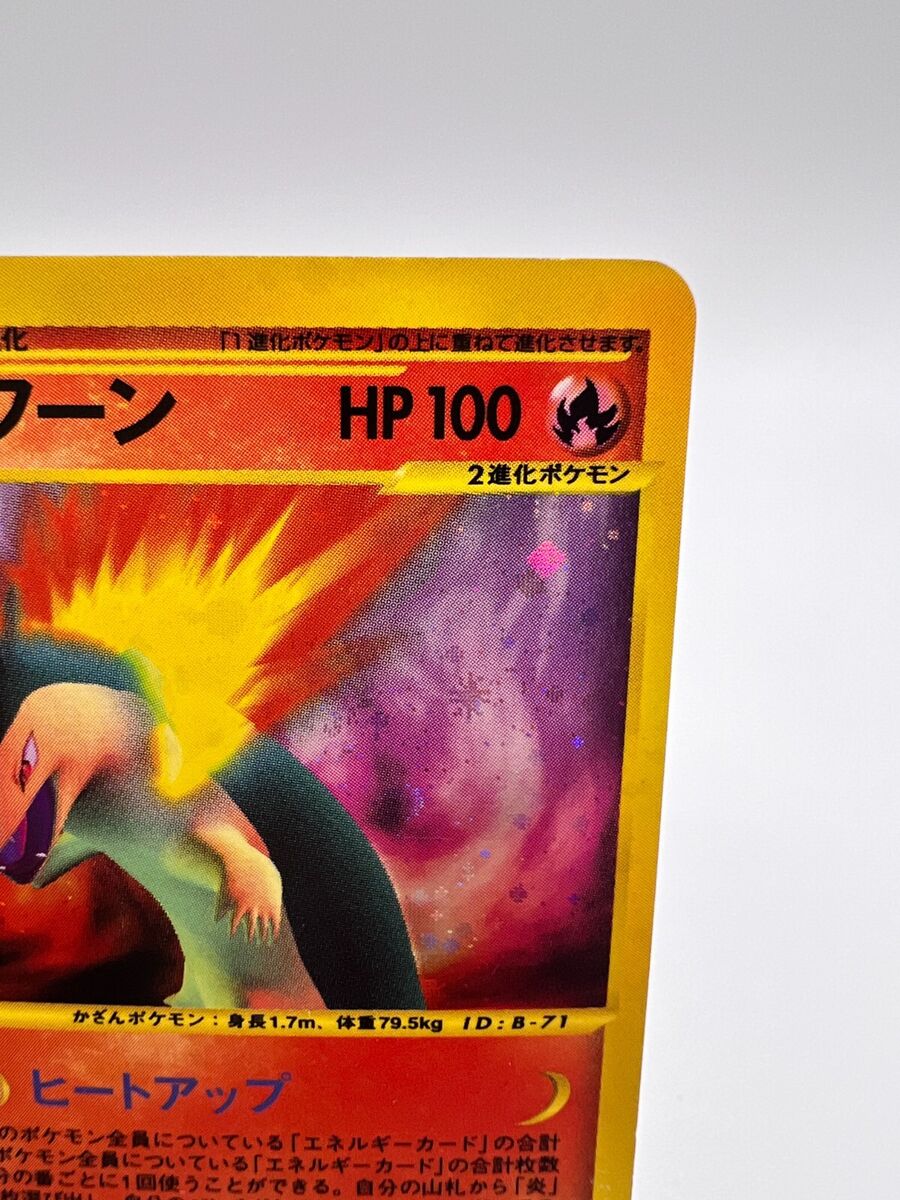 化 「1進化ポケモン」の上に重ねて進化させます。
フーン HP 100
2進化ポケモン
かざんポケモン：身長1.7m、体重79.5kg ID:B-71
ヒートアップ
のポケモン全員についている「エネルギーカード」の合計
ポケモン全員についている「エネルギーカード」の合計枚数
分の番ごとに1回使うことができる。自分の山札から「炎」